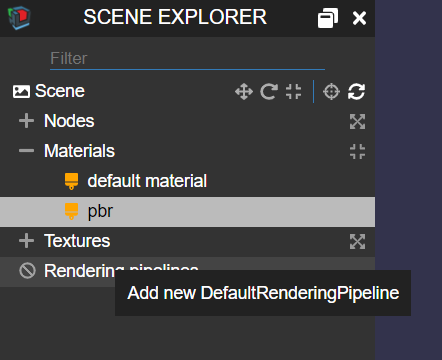 SCENE EXPLORER
Filter
Scene
Nodes
Materials
default material
pbr
Textures
Rendering pipelines
Add new DefaultRenderingPipeline